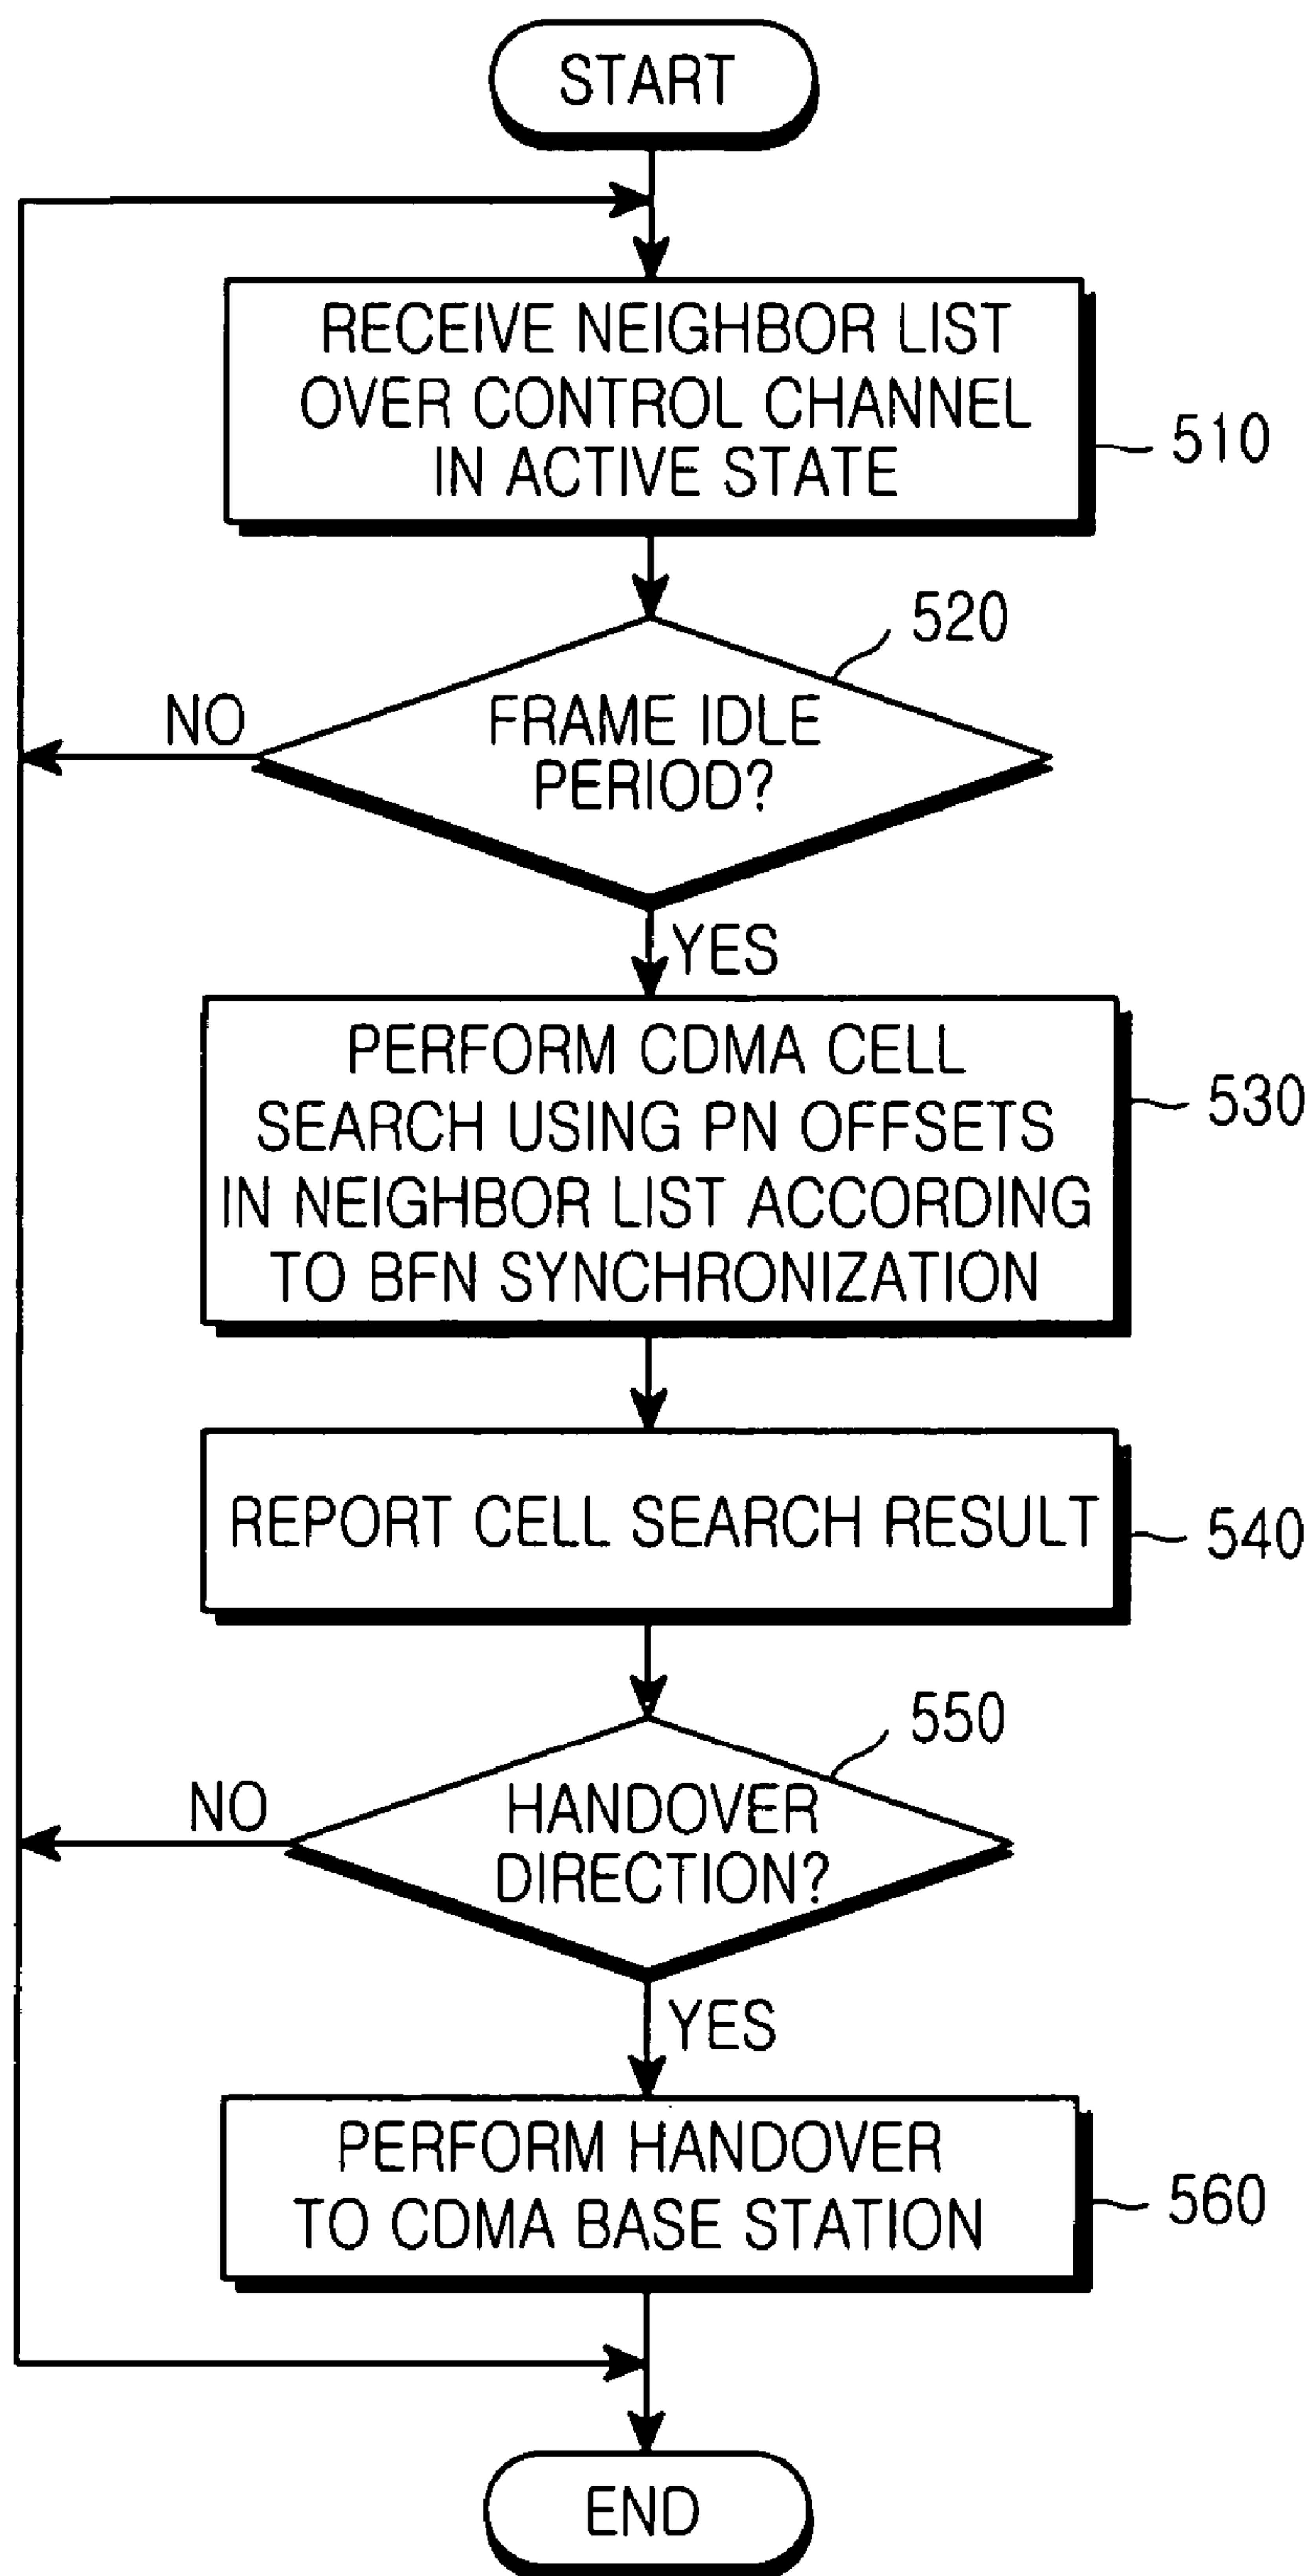 START
RECEIVE NEIGHBOR LIST
OVER CONTROL CHANNEL
IN ACTIVE STATE
510
520
FRAME IDLE
PERIOD?
NO
YES
PERFORM CDMA CELL
SEARCH USING PN OFFSETS
IN NEIGHBOR LIST ACCORDING
TO BFN SYNCHRONIZATION
530
REPORT CELL SEARCH RESULT
540
550
HANDOVER
DIRECTION?
NO
YES
PERFORM HANDOVER
TO CDMA BASE STATION
560
END